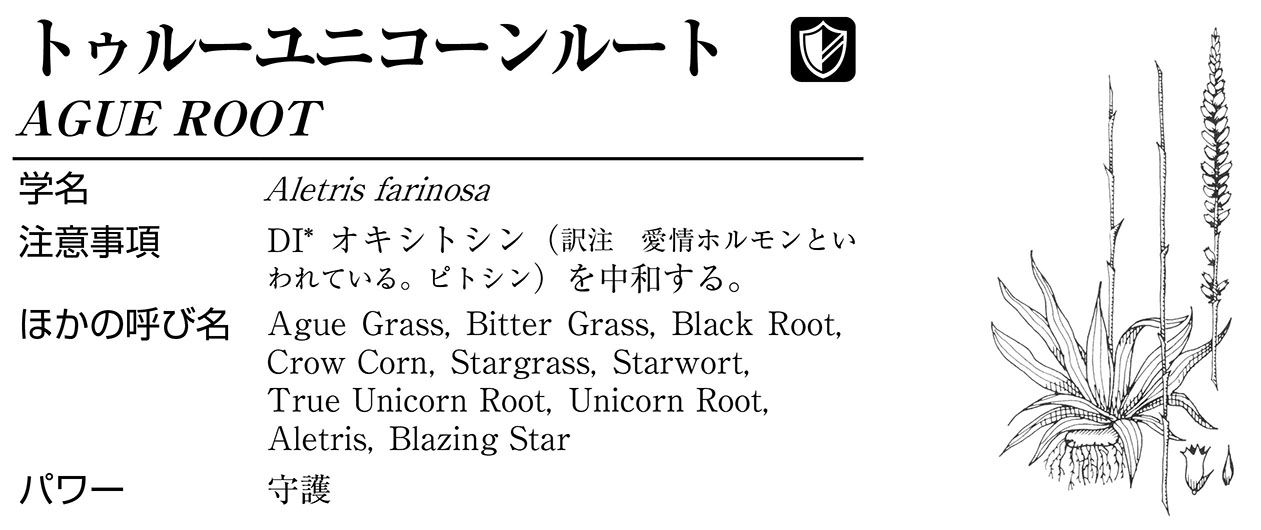 トゥルーユニコーンルート
AGUE ROOT
学名 Aletris farinosa
注意事項 DI* オキシトシン（訳注　愛情ホルモンとい
われている。ピトシン）を中和する。
ほかの呼び名 Ague Grass, Bitter Grass, Black Root,
Crow Corn, Stargrass, Starwort,
True Unicorn Root, Unicorn Root,
Aletris, Blazing Star
パワー 守護